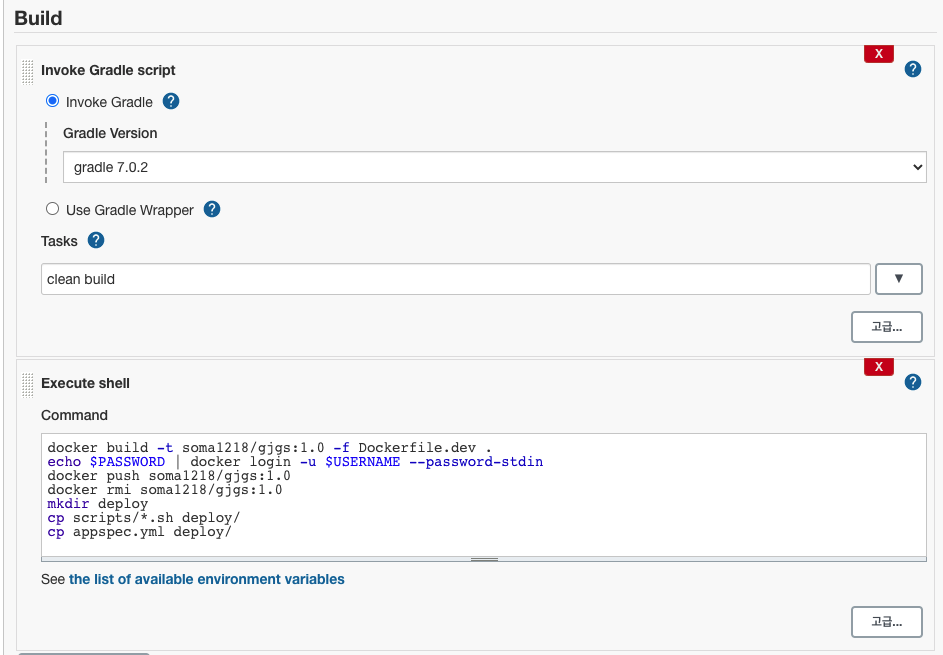 Build
X
Invoke Gradle script
?
Invoke Gradle ?
Gradle Version
gradle 7.0.2
Use Gradle Wrapper ?
Tasks ?
clean build
▼
고급...
X
Execute shell
?
Command
docker build -t soma1218/gjgs:1.0 -f Dockerfile.dev .
echo $PASSWORD | docker login -u $USERNAME --password-stdin
docker push soma1218/gjgs:1.0
docker rmi soma1218/gjgs:1.0
mkdir deploy
cp scripts/*.sh deploy/
cp appspec.yml deploy/
See the list of available environment variables
고급...